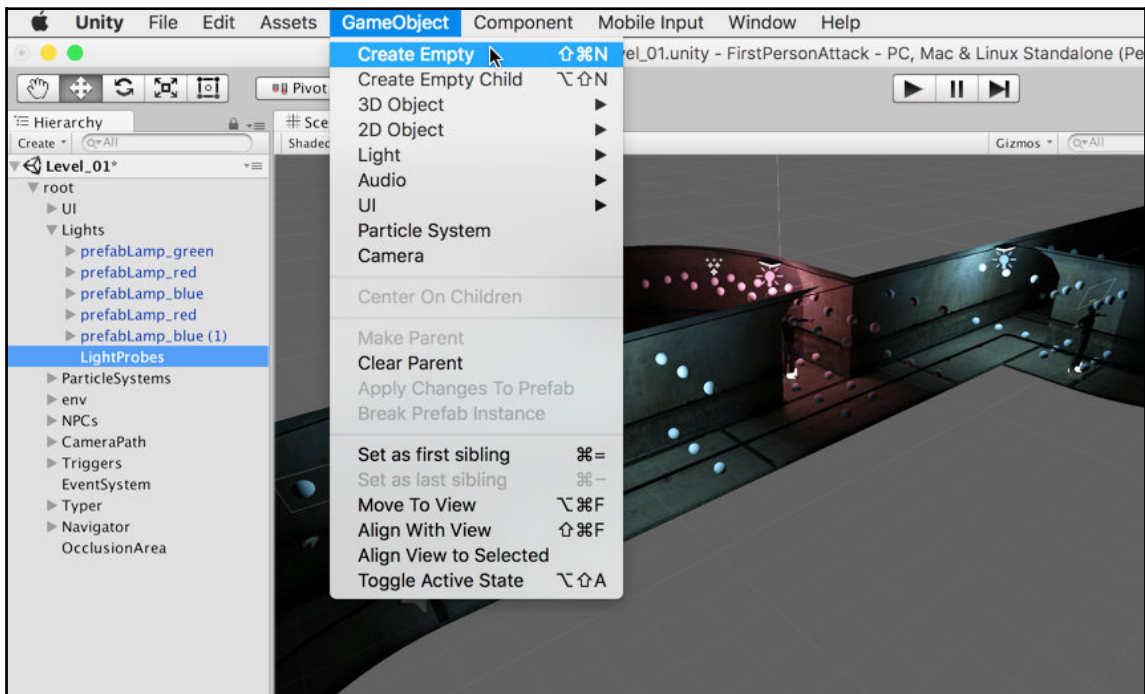 Unity File Edit Assets GameObject Component Mobile Input Window Help
el_01.unity - FirstPersonAttack - PC, Mac & Linux Standalone (Pe
Pivot
Hierarchy
Create All
Level_01*
root
UI
Lights
prefabLamp_green
prefabLamp_red
prefabLamp_blue
prefabLamp_red
prefabLamp_blue (1)
LightProbes
ParticleSystems
env
NPCs
CameraPath
Triggers
EventSystem
Typer
Navigator
OcclusionArea
# Sce
Shaded
Create Empty ⇧⌘N
Create Empty Child ⌥⇧N
3D Object ▶
2D Object ▶
Light ▶
Audio ▶
UI ▶
Particle System
Camera
Center On Children
Make Parent
Clear Parent
Apply Changes To Prefab
Break Prefab Instance
Set as first sibling ⌘=
Set as last sibling ⌘-
Move To View ⌥⌘F
Align With View ⇧⌘F
Align View to Selected
Toggle Active State ⌥⇧A
Gizmos All